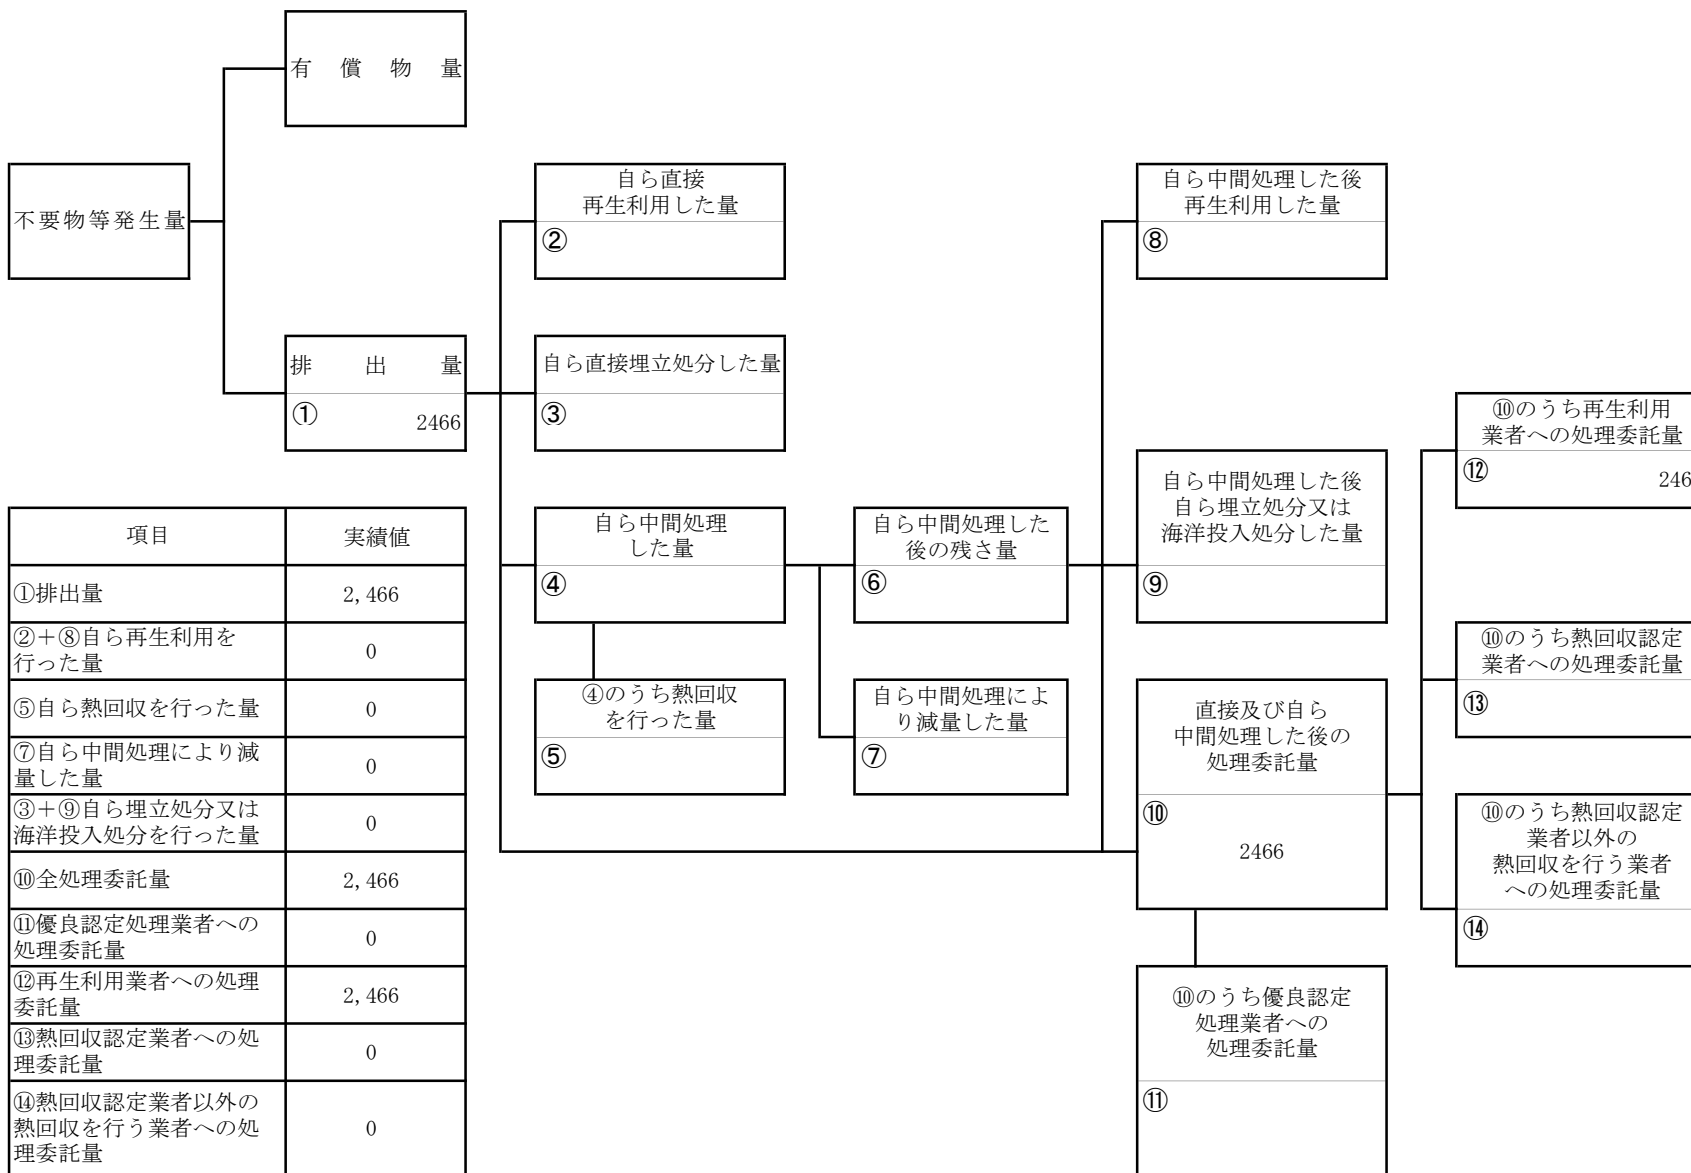 有償物量
不要物等発生量
自ら直接
再生利用した量
②
自ら中間処理した後
再生利用した量
⑧
排出量
①
2466
自ら直接埋立処分した量
③
⑩のうち再生利用
業者への処理委託量
⑫
246
自ら中間処理した後
自ら埋立処分又は
海洋投入処分した量
⑨
自ら中間処理
した量
④
自ら中間処理した
後の残さ量
⑥
⑩のうち熱回収認定
業者への処理委託量
⑬
④のうち熱回収
を行った量
⑤
自ら中間処理によ
り減量した量
⑦
直接及び自ら
中間処理した後の
処理委託量
⑩
2466
⑩のうち熱回収認定
業者以外の
熱回収を行う業者
への処理委託量
⑭
⑩のうち優良認定
処理業者への
処理委託量
⑪
項目 実績値
①排出量 2,466
②+⑧自ら再生利用を
行った量 0
⑤自ら熱回収を行った量 0
⑦自ら中間処理により減
量した量 0
③+⑨自ら埋立処分又は
海洋投入処分を行った量 0
⑩全処理委託量 2,466
⑪優良認定処理業者への
処理委託量 0
⑫再生利用業者への処理
委託量 2,466
⑬熱回収認定業者への処
理委託量 0
⑭熱回収認定業者以外の
熱回収を行う業者への処
理委託量 0